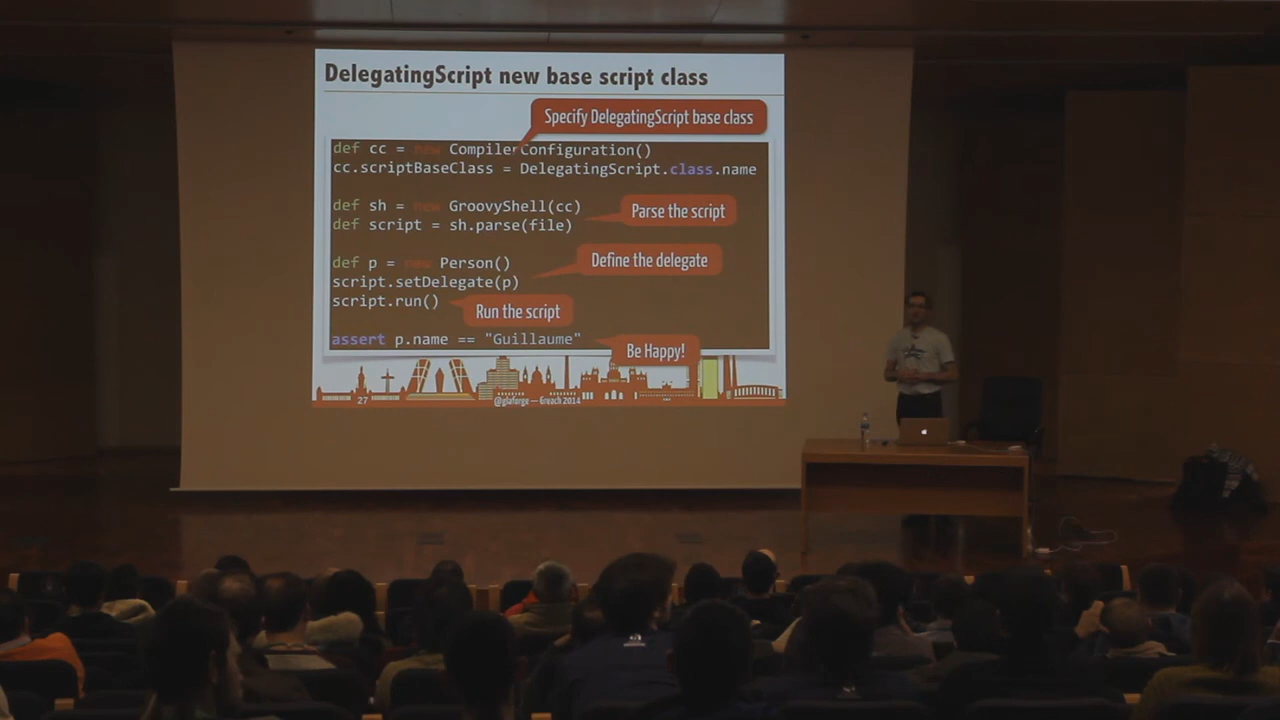 DelegatingScript new base script class
Specify DelegatingScript base class
def cc = new CompilerConfiguration()
cc.scriptBaseClass = DelegatingScript.class.name
def sh = new GroovyShell(cc)
Parse the script
def script = sh.parse(file)
def p = new Person()
Define the delegate
script.setDelegate(p)
script.run()
Run the script
assert p.name == "Guillaume"
Be Happy!
27
@glaforge — Greach 2014